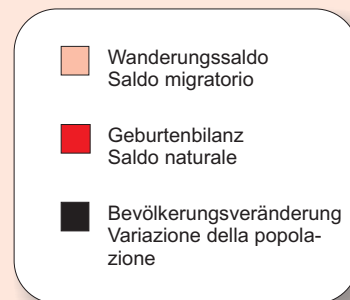 Wanderungssaldo
Saldo migratorio
Geburtenbilanz
Saldo naturale
Bevölkerungsveränderung
Variazione della popola-
zione